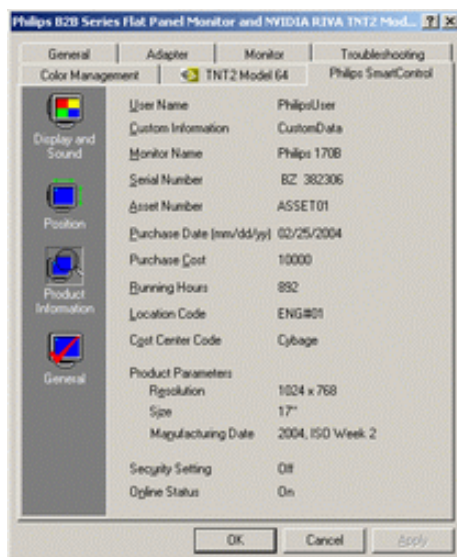 Philips B2B Series Flat Panel Monitor and NVIDIA RIVA TNT2 Mod...
General Adapter Monitor Troubleshooting
Color Management TNT2 Model 64 Philips SmartControl
Display and Sound
Position
Product Information
General
User Name PhilipsUser
Custom Information CustomData
Monitor Name Philips 170B
Serial Number BZ 382306
Asset Number ASSET01
Purchase Date (mm/dd/yy) 02/25/2004
Purchase Cost 10000
Running Hours 892
Location Code ENG#01
Cost Center Code Cybage
Product Parameters
Resolution 1024 x 768
Size 17"
Manufacturing Date 2004, ISO Week 2
Security Setting Off
Online Status On
OK Cancel Apply